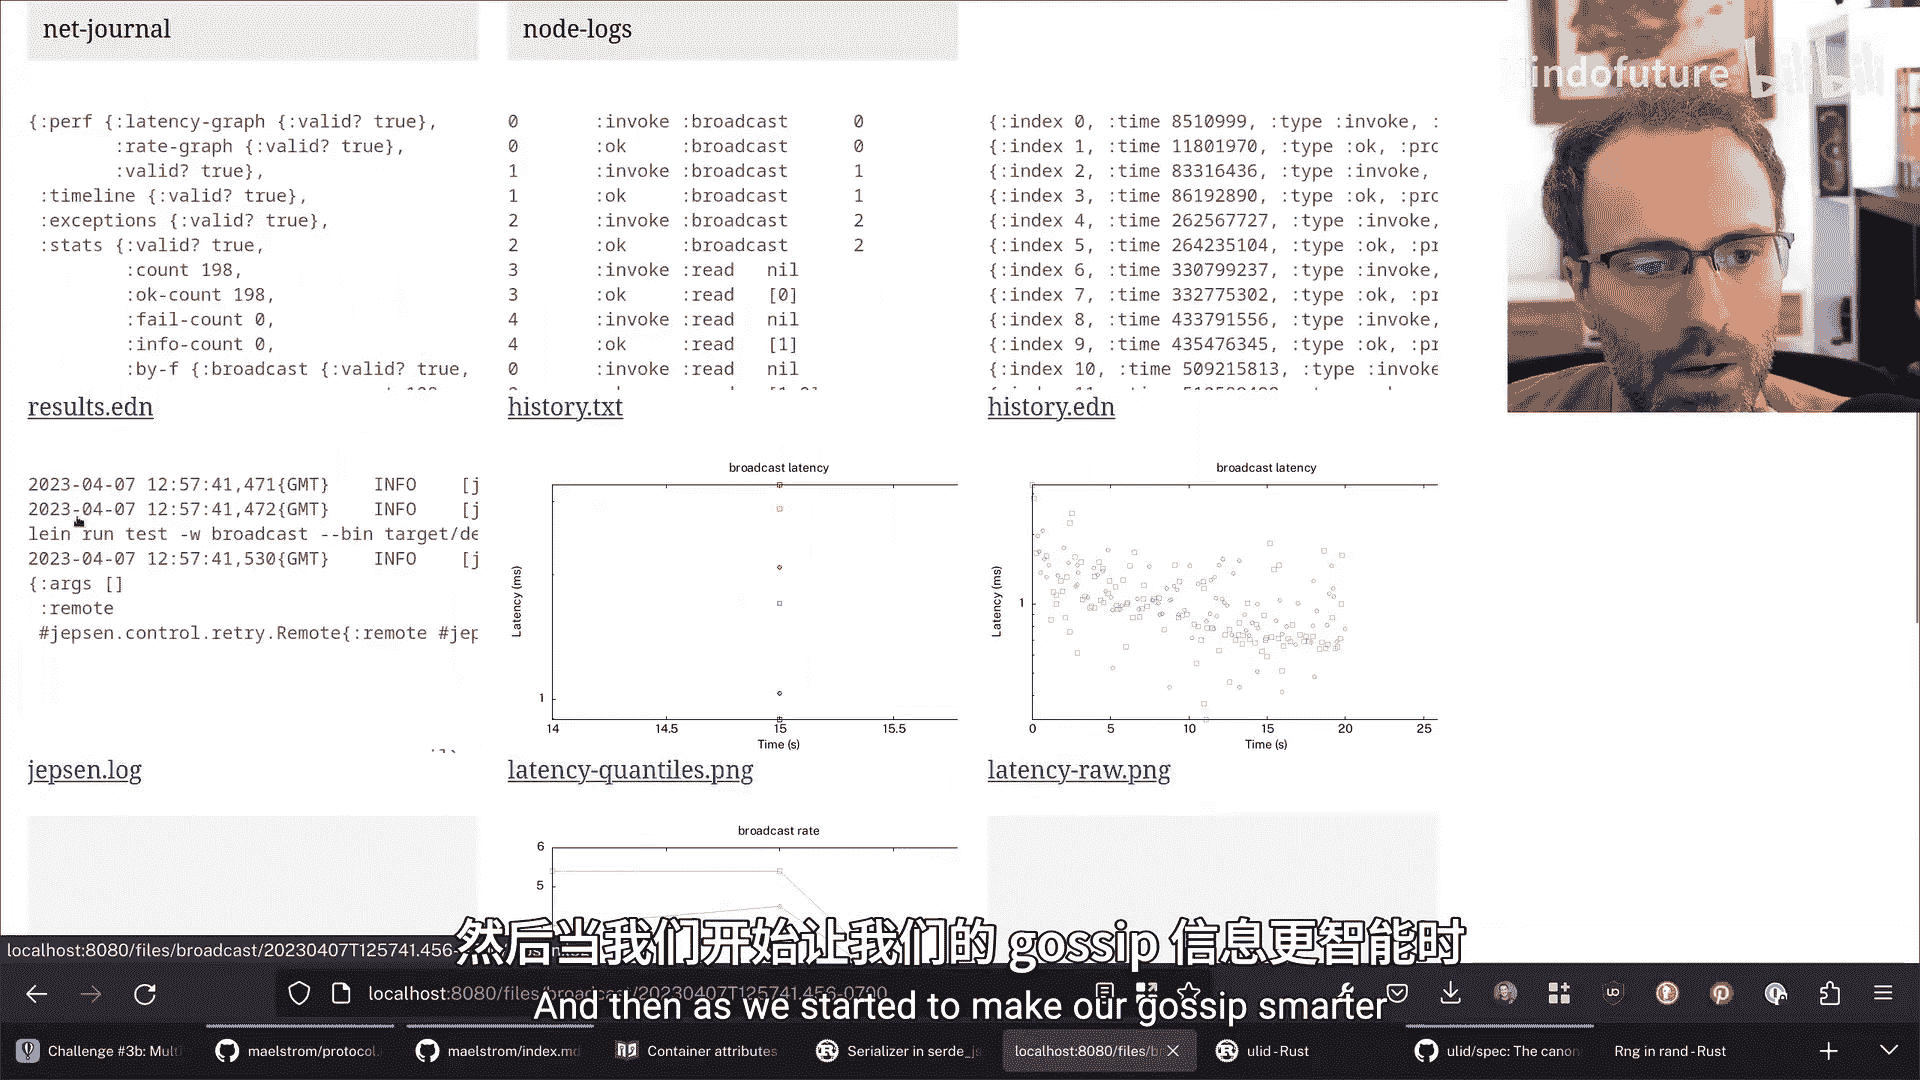 net-journal
node-logs
Mindofuture bilibili
{:perf {:latency-graph {:valid? true},
:rate-graph {:valid? true},
:valid? true},
:timeline {:valid? true},
:exceptions {:valid? true},
:stats {:valid? true,
:count 198,
:ok-count 198,
:fail-count 0,
:info-count 0,
:by-f {:broadcast {:valid? true,
results.edn
0 :invoke :broadcast 0
0 :ok :broadcast 0
1 :invoke :broadcast 1
1 :ok :broadcast 1
2 :invoke :broadcast 2
2 :ok :broadcast 2
3 :invoke :read nil
3 :ok :read [0]
4 :invoke :read nil
4 :ok :read [1]
0 :invoke :read nil
history.txt
{:index 0, :time 8510999, :type :invoke, :
{:index 1, :time 11801970, :type :ok, :pro
{:index 2, :time 83316436, :type :invoke,
{:index 3, :time 86192890, :type :ok, :pro
{:index 4, :time 262567727, :type :invoke,
{:index 5, :time 264235104, :type :ok, :pr
{:index 6, :time 330799237, :type :invoke,
{:index 7, :time 332775302, :type :ok, :pr
{:index 8, :time 433791556, :type :invoke,
{:index 9, :time 435476345, :type :ok, :pr
{:index 10, :time 509215813, :type :invoke
history.edn
2023-04-07 12:57:41,471{GMT} INFO [j
2023-04-07 12:57:41,472{GMT} INFO [j
lein run test -w broadcast --bin target/de
2023-04-07 12:57:41,530{GMT} INFO [j
{:args []
:remote
#jepsen.control.retry.Remote{:remote #jep
jepsen.log
broadcast latency
Latency (ms)
1
14 14.5 15 15.5
Time (s)
latency-quantiles.png
broadcast latency
Latency (ms)
1
0 5 10 15 20 25
Time (s)
latency-raw.png
broadcast rate
6
5
然后当我们开始让我们的 gossip 信息更智能时
localhost:8080/files/broadcast/20230407T125741.456-
localhost:8080/files/broadcast/20230407T125741.456-0700
And then as we started to make our gossip smarter
Challenge #3b: Mult
maelstrom/protocol.
maelstrom/index.md
Container attributes
Serializer in serde_js
localhost:8080/files/br
ulid - Rust
ulid/spec: The canon
Rng in rand - Rust